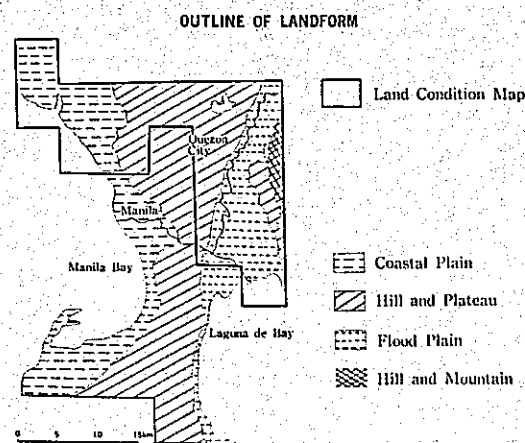 OUTLINE OF LANDFORM
Land Condition Map
Quezon
City
Manila
Manila Bay
Coastal Plain
Hill and Plateau
Laguna de Bay
Flood Plain
Hill and Mountain
0 5 10 15km